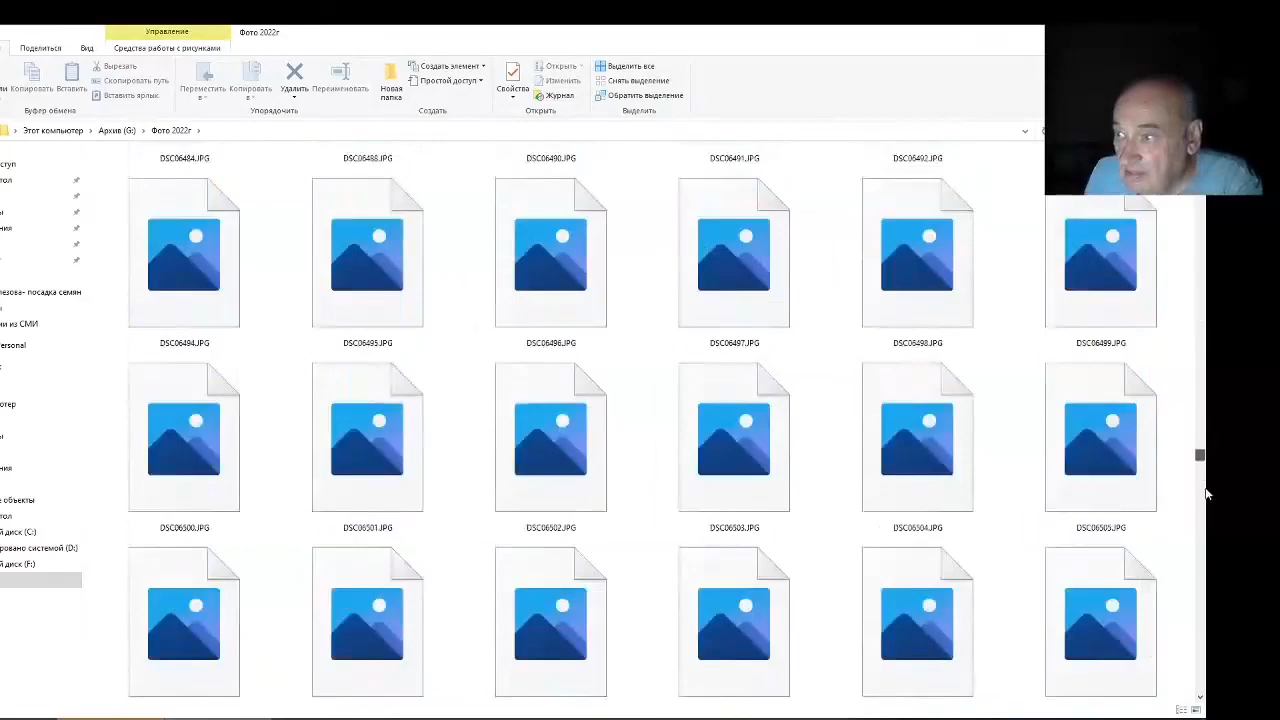 Управление
Фото 2022г
Поделиться
Вид
Средства работы с рисунками
Копировать
Вставить
Вырезать
Скопировать путь
Вставить ярлык
Буфер обмена
Переместить в
Копировать в
Удалить
Переименовать
Упорядочить
Новая папка
Создать элемент
Простой доступ
Создать
Свойства
Открыть
Изменить
Журнал
Открыть
Выделить все
Снять выделение
Обратить выделение
Выделить
Этот компьютер
Архив (G:)
Фото 2022г
лезова- посадка семян
ии из СМИ
ersonal
ровано системой (D:)
й диск (C:)
й диск (F:)
DSC06484.JPG
DSC06488.JPG
DSC06490.JPG
DSC06491.JPG
DSC06492.JPG
DSC06494.JPG
DSC06495.JPG
DSC06496.JPG
DSC06497.JPG
DSC06498.JPG
DSC06499.JPG
DSC06500.JPG
DSC06501.JPG
DSC06502.JPG
DSC06503.JPG
DSC06504.JPG
DSC06505.JPG